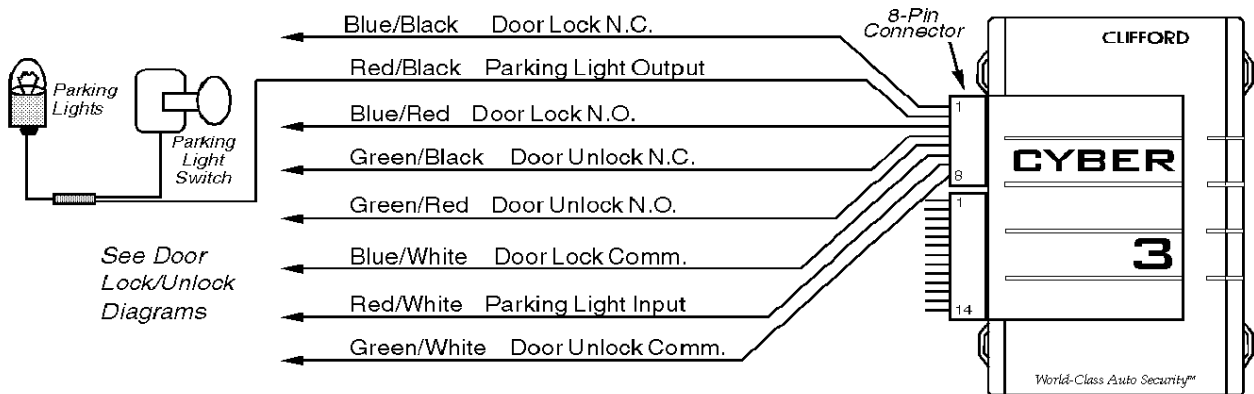 Blue/Black Door Lock N.C.
Red/Black Parking Light Output
Blue/Red Door Lock N.O.
Green/Black Door Unlock N.C.
Green/Red Door Unlock N.O.
Blue/White Door Lock Comm.
Red/White Parking Light Input
Green/White Door Unlock Comm.
Parking
Lights
Parking
Light
Switch
See Door
Lock/Unlock
Diagrams
8-Pin
Connector
1
8
1
14
CLIFFORD
CYBER
3
World-Class Auto Security™